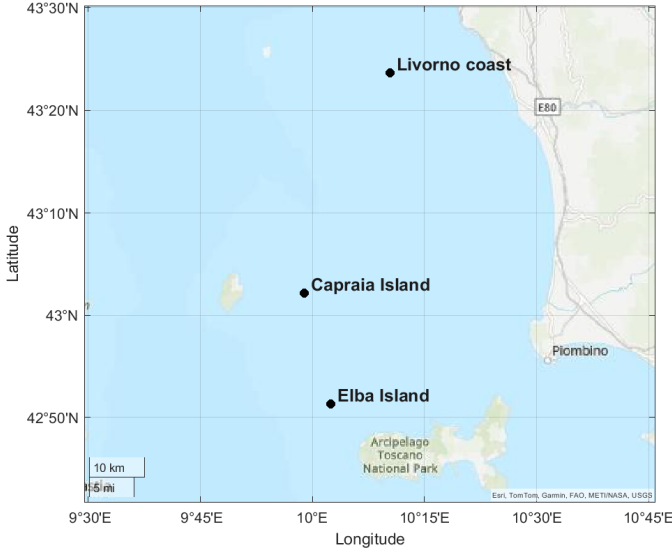 43°30'N
Livorno coast
43°20'N
E80
43°10'N
Latitude
Capraia Island
43°N
Piombino
Elba Island
42°50'N
Arcipelago
Toscano
National Park
10 km
5 mi
Esri, TomTom, Garmin, FAO, METI/NASA, USGS
9°30'E 9°45'E 10°E 10°15'E 10°30'E 10°45'E
Longitude